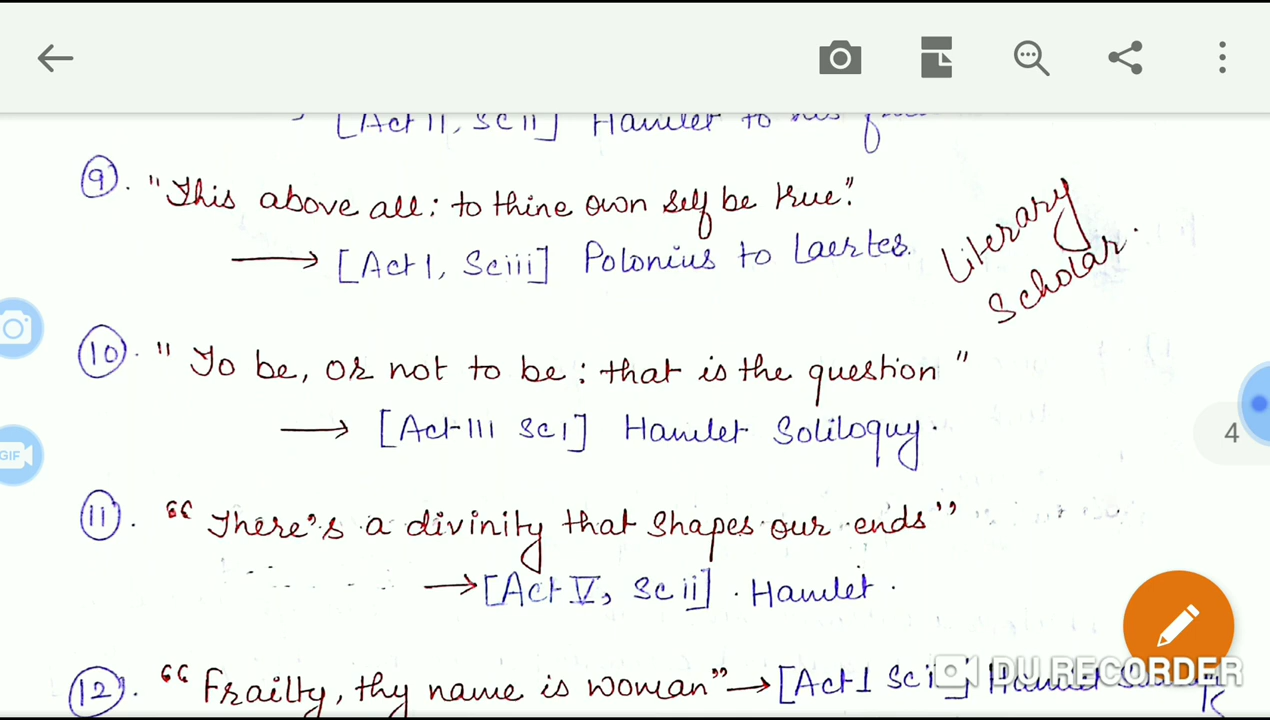 [Act II, Sc II] Hamlet to his
9. "This above all: to thine own self be true."
→ [Act I, Sc iii] Polonius to Laertes.
Literary
Scholar.
10. "To be, or not to be: that is the question"
→ [Act-III Sc I] Hamlet Soliloquy.
4
GIF
11. "There's a divinity that shapes our ends"
→ [Act V, Sc ii]. Hamlet.
12. "Frailty, thy name is woman" → [Act I Sc Hamlet
DU RECORDER